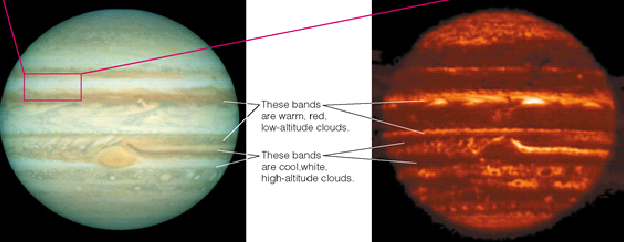 These bands
are warm, red,
low-altitude clouds.
These bands
are cool,white,
high-altitude clouds.